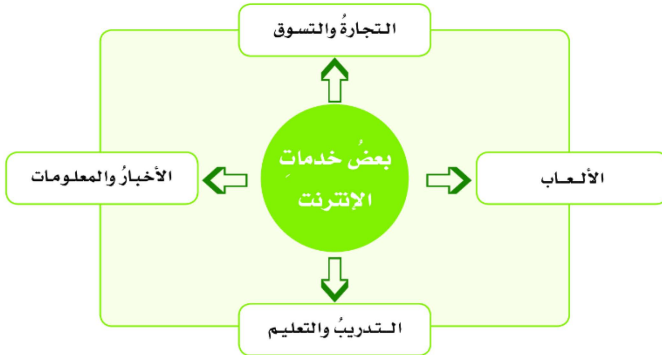 التجارةُ والتسوق
بعضُ خدماتِ
الإنترنت
الألعاب
الأخبارُ والمعلومات
التدريبُ والتعليم